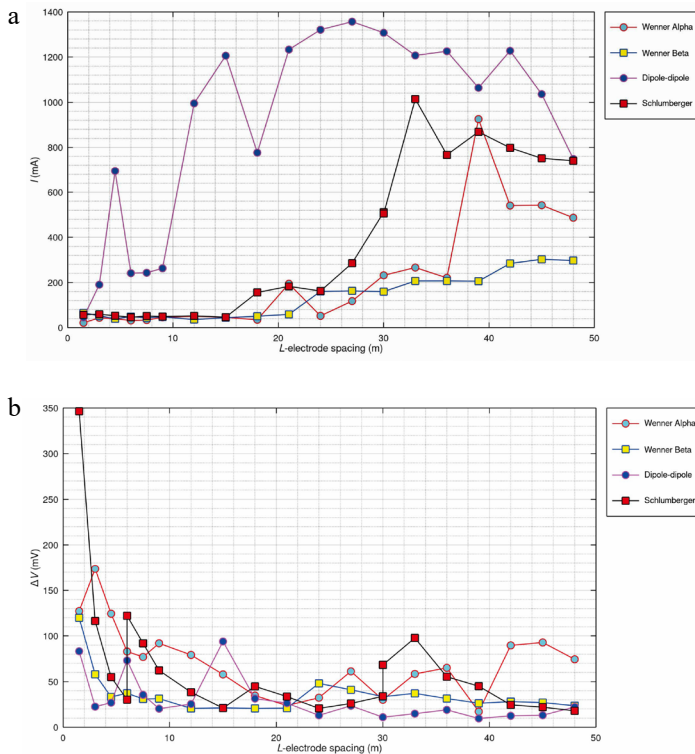 a
1400
1200
1000
800
600
400
200
0
I (mA)
0 10 20 30 40 50
L-electrode spacing (m)
Wenner Alpha
Wenner Beta
Dipole-dipole
Schlumberger
b
350
300
250
200
150
100
50
0
ΔV (mV)
0 10 20 30 40 50
L-electrode spacing (m)
Wenner Alpha
Wenner Beta
Dipole-dipole
Schlumberger